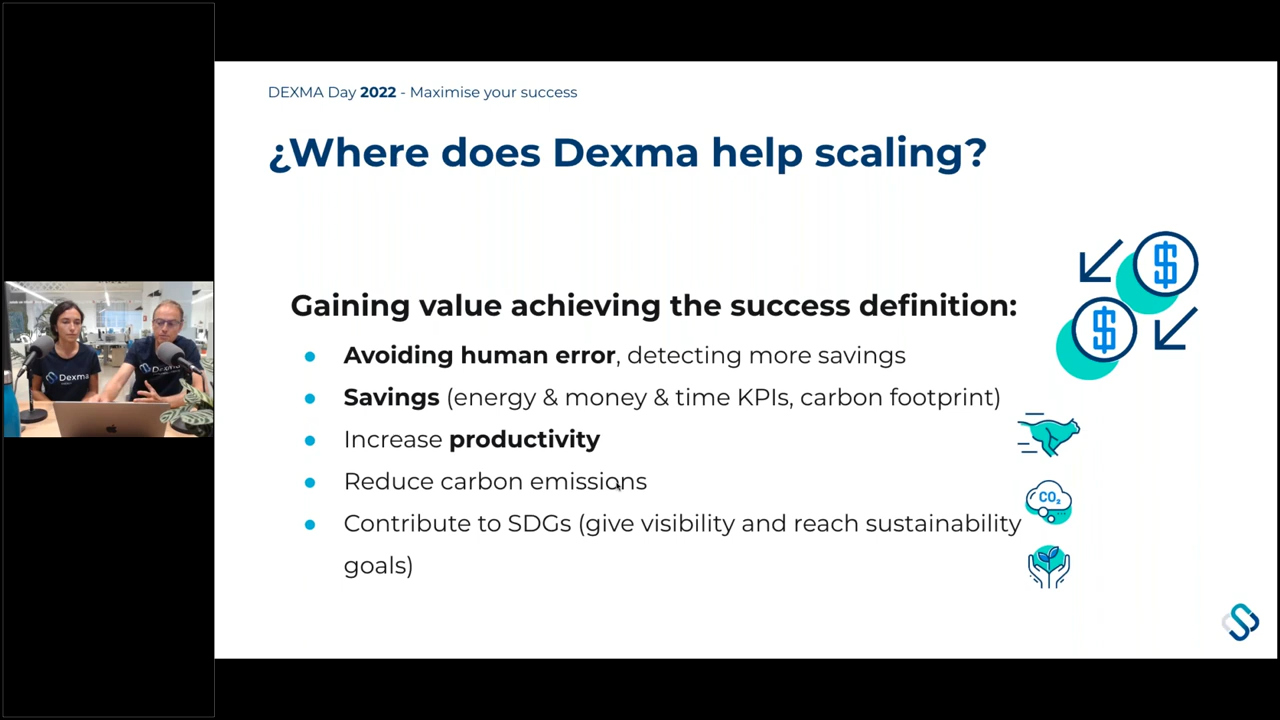 DEXMA Day 2022 - Maximise your success
¿Where does Dexma help scaling?
Gaining value achieving the success definition:
Avoiding human error, detecting more savings
Savings (energy & money & time KPIs, carbon footprint)
Increase productivity
Reduce carbon emissions
Contribute to SDGs (give visibility and reach sustainability
goals)
$
$
CO₂
Dexma